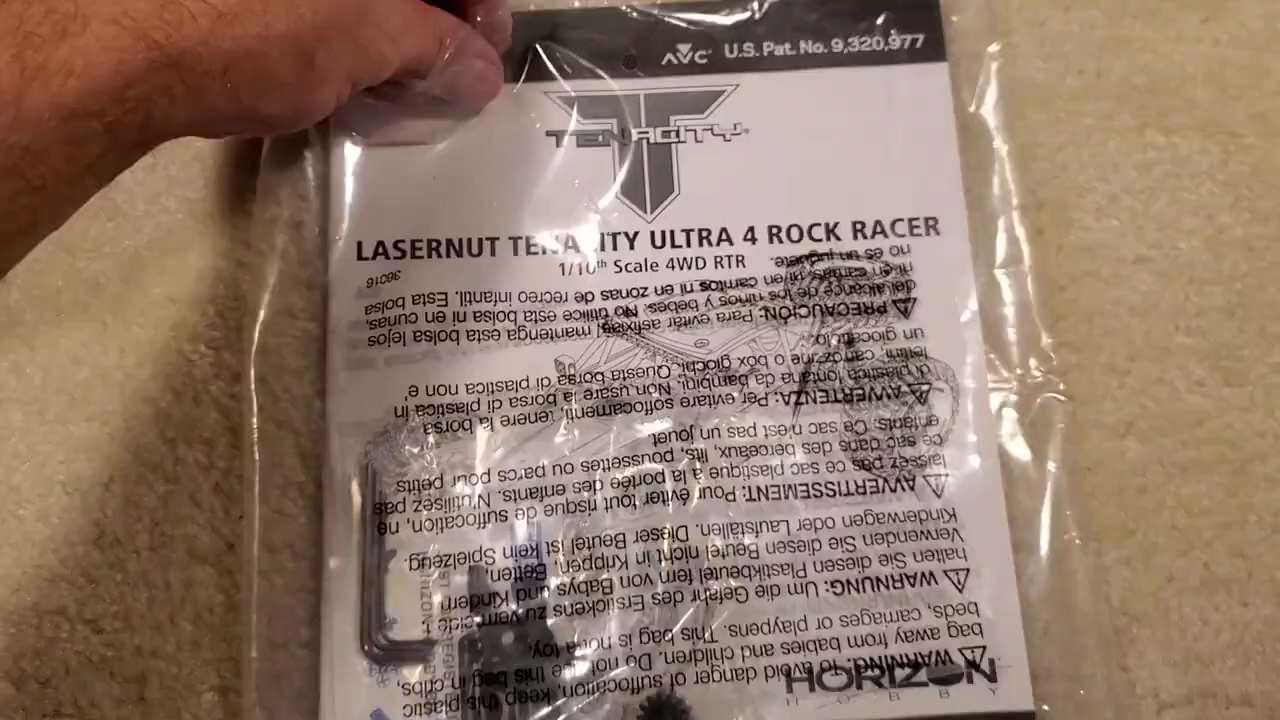 AVC U.S. Pat. No. 9,320,977
TENACITY
LASERNUT TENACITY ULTRA 4 ROCK RACER
1/10th Scale 4WD RTR
WARNING: To avoid danger of suffocation, keep this plastic
bag away from babies and children. Do not use this bag in cribs,
beds, carriages or playpens. This bag is not a toy.
WARNUNG: Um die Gefahr des Erstickens zu vermeiden,
halten Sie diesen Plastikbeutel fern von Babys und Kindern.
Verwenden Sie diesen Beutel nicht in Krippen, Betten,
Kinderwagen oder Laufställen. Dieser Beutel ist kein Spielzeug.
AVVERTISSEMENT: Pour éviter tout risque de suffocation, ne
laissez pas ce sac plastique à la portée des enfants. N'utilisez pas
ce sac dans des berceaux, lits, poussettes ou parcs pour petits
enfants. Ce sac n'est pas un jouet.
AVVERTENZA: Per evitare soffocamenti, tenere la borsa
di plastica lontana da bambini. Non usare la borsa di plastica in
lettini, carrozzine o box giochi. Questa borsa di plastica non e'
un giocattolo.
PRECAUCIÓN: Para evitar asfixias, mantenga esta bolsa lejos
del alcance de los niños y bebés. No utilice esta bolsa ni en cunas,
ni en camas, ni en carritos ni en zonas de recreo infantil. Esta bolsa
no es un juguete.
36016
HORIZON
HOBBY